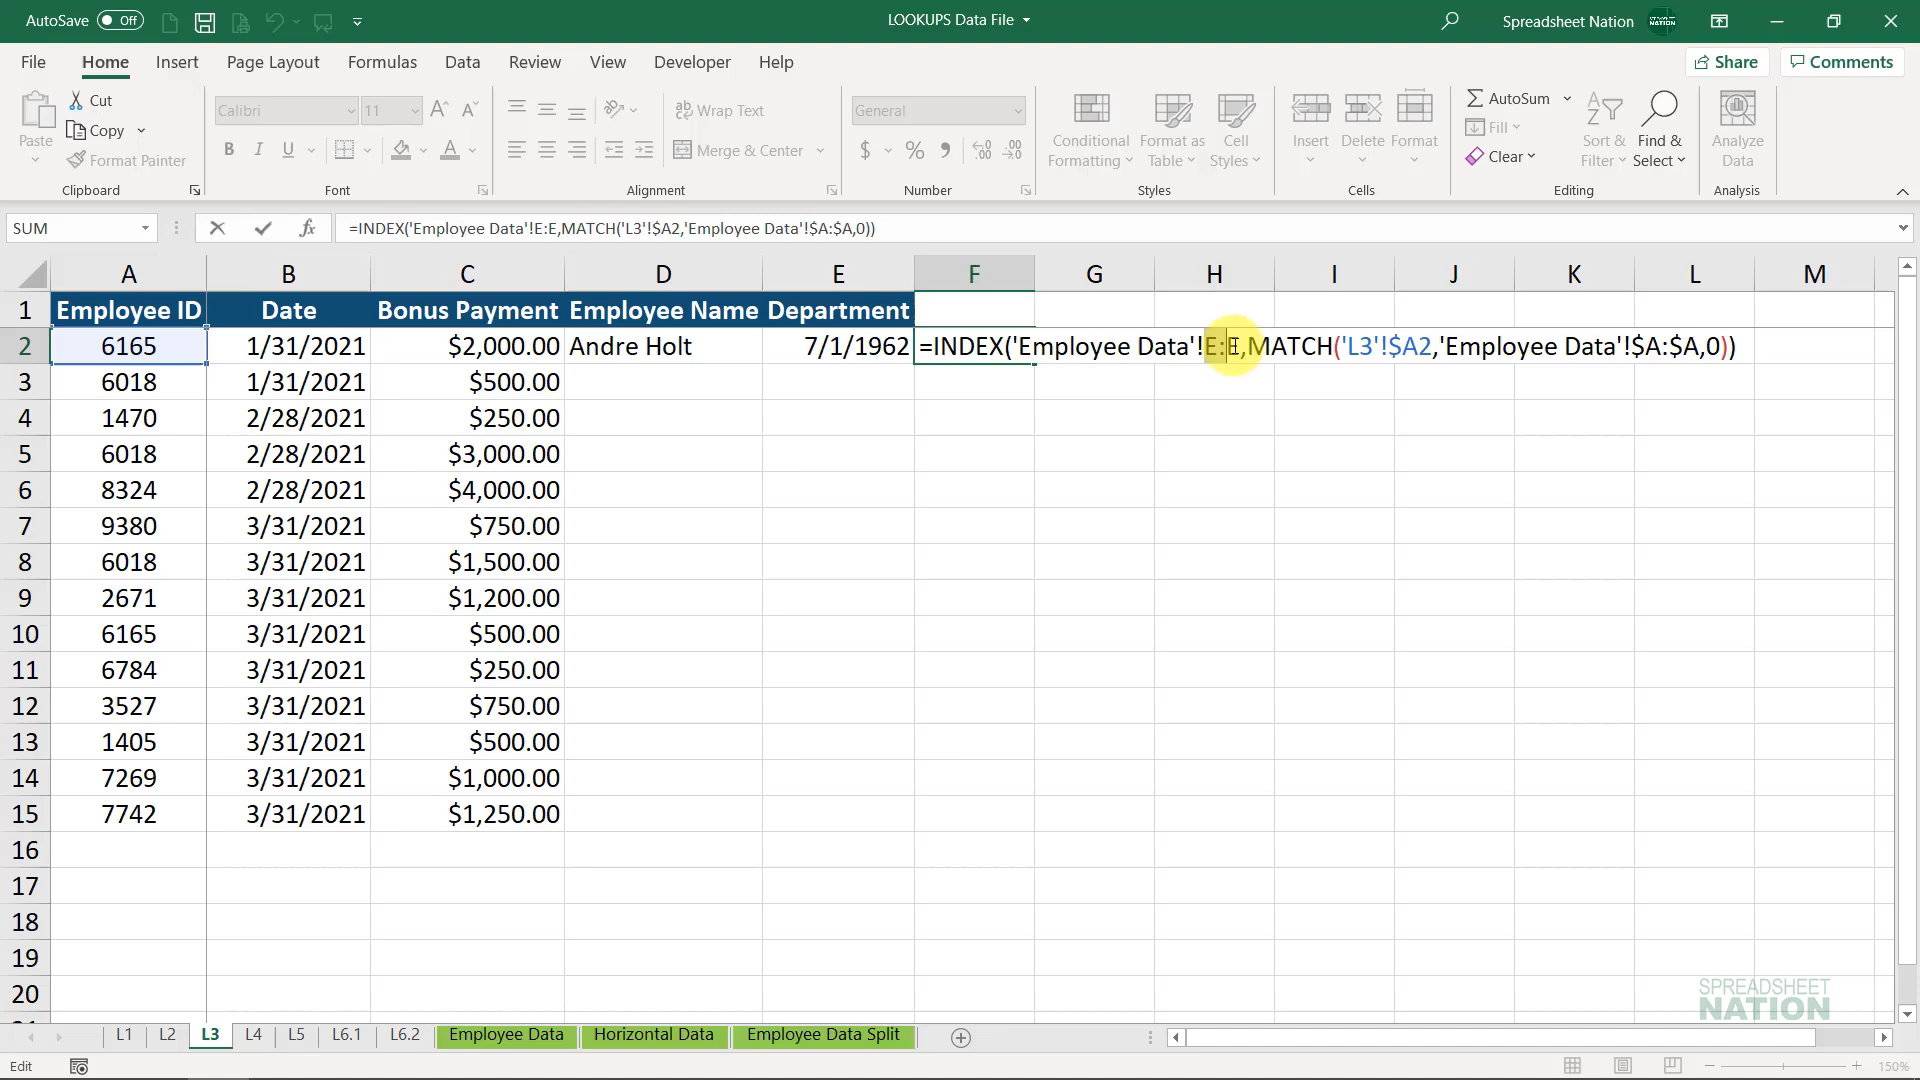 AutoSave Off LOOKUPS Data File Spreadsheet Nation
File Home Insert Page Layout Formulas Data Review View Developer Help Share Comments
Paste Cut Copy Format Painter Clipboard
Calibri 11 A A B I U A Font
ab Wrap Text Merge & Center Alignment
General $ % 9 .00 .00 Number
Conditional Formatting Format as Table Cell Styles Styles
Insert Delete Format Cells
AutoSum Fill Clear Sort & Filter Find & Select Editing
Analyze Data Analysis
SUM fx =INDEX('Employee Data'!E:E,MATCH('L3'!$A2,'Employee Data'!$A:$A,0))
A B C D E F G H I J K L M
1 Employee ID Date Bonus Payment Employee Name Department
2 6165 1/31/2021 $2,000.00 Andre Holt 7/1/1962 =INDEX('Employee Data'!E:E,MATCH('L3'!$A2,'Employee Data'!$A:$A,0))
3 6018 1/31/2021 $500.00
4 1470 2/28/2021 $250.00
5 6018 2/28/2021 $3,000.00
6 8324 2/28/2021 $4,000.00
7 9380 3/31/2021 $750.00
8 6018 3/31/2021 $1,500.00
9 2671 3/31/2021 $1,200.00
10 6165 3/31/2021 $500.00
11 6784 3/31/2021 $250.00
12 3527 3/31/2021 $750.00
13 1405 3/31/2021 $500.00
14 7269 3/31/2021 $1,000.00
15 7742 3/31/2021 $1,250.00
16
17
18
19
20
SPREADSHEET
NATION
L1 L2 L3 L4 L5 L6.1 L6.2 Employee Data Horizontal Data Employee Data Split
Edit 150%